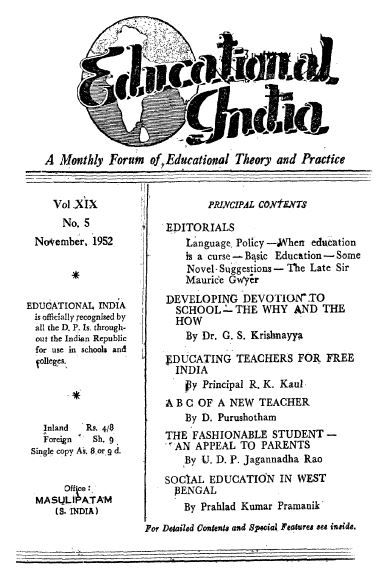 Educational
India
A Monthly Forum of Educational Theory and Practice
Vol XIX
No. 5
November, 1952
*
EDUCATIONAL INDIA
is officially recognised by
all the D. P. Is. through-
out the Indian Republic
for use in schools and
colleges.
*
Inland Rs. 4/8
Foreign Sh. 9
Single copy As. 8 or 9 d.
Office:
MASULIPATAM
(S. INDIA)
PRINCIPAL CONTENTS
EDITORIALS
Language Policy — When education
is a curse — Basic Education — Some
Novel Suggestions — The Late Sir
Maurice Gwyer
DEVELOPING DEVOTION TO
SCHOOL — THE WHY AND THE
HOW
By Dr. G. S. Krishnayya
EDUCATING TEACHERS FOR FREE
INDIA
By Principal R. K. Kaul
A B C OF A NEW TEACHER
By D. Purushotham
THE FASHIONABLE STUDENT —
AN APPEAL TO PARENTS
By U. D. P. Jagannadha Rao
SOCIAL EDUCATION IN WEST
BENGAL
By Prahlad Kumar Pramanik
For Detailed Contents and Special Features see inside.